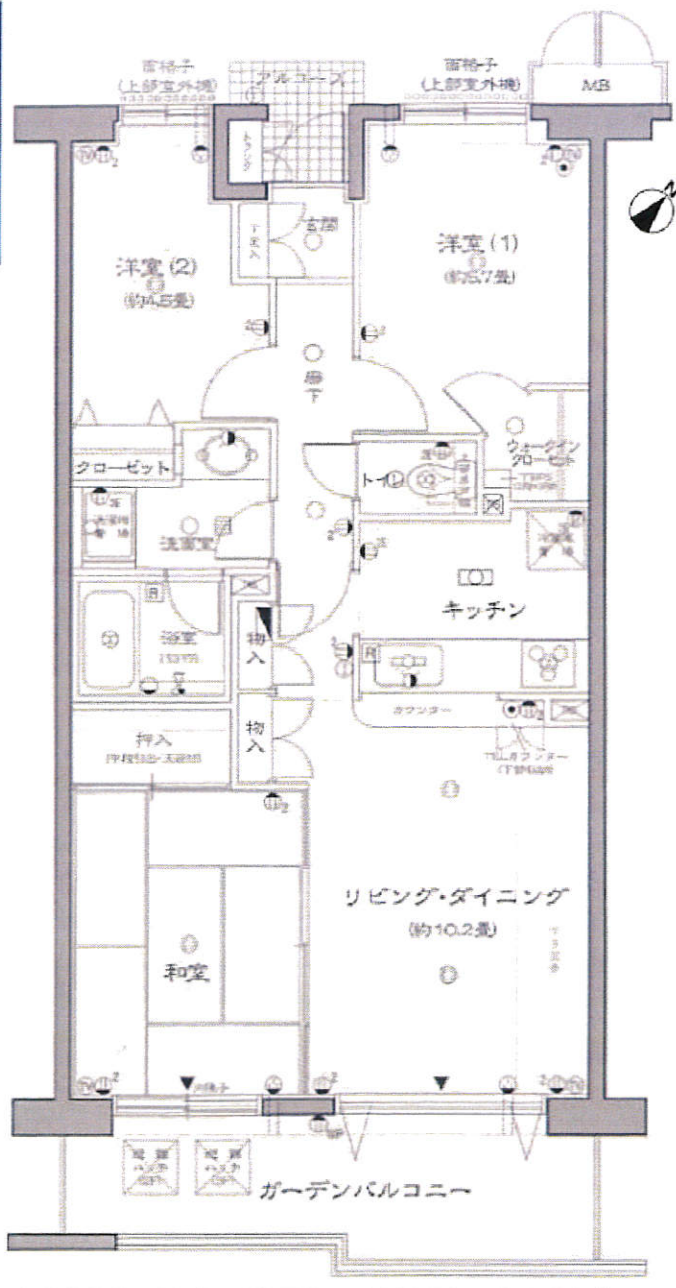 面格子
(上部室外機)
アルコーブ
面格子
(上部室外機)
MB
トランク
玄関
下足入
洋室(2)
(約4.5畳)
洋室(1)
(約5.7畳)
廊下
クローゼット
トイレ
ウォークイン
クローゼット
洗面室
キッチン
浴室
物入
カウンター
押入
物入
リビング・ダイニング
(約10.2畳)
和室
ガーデンバルコニー